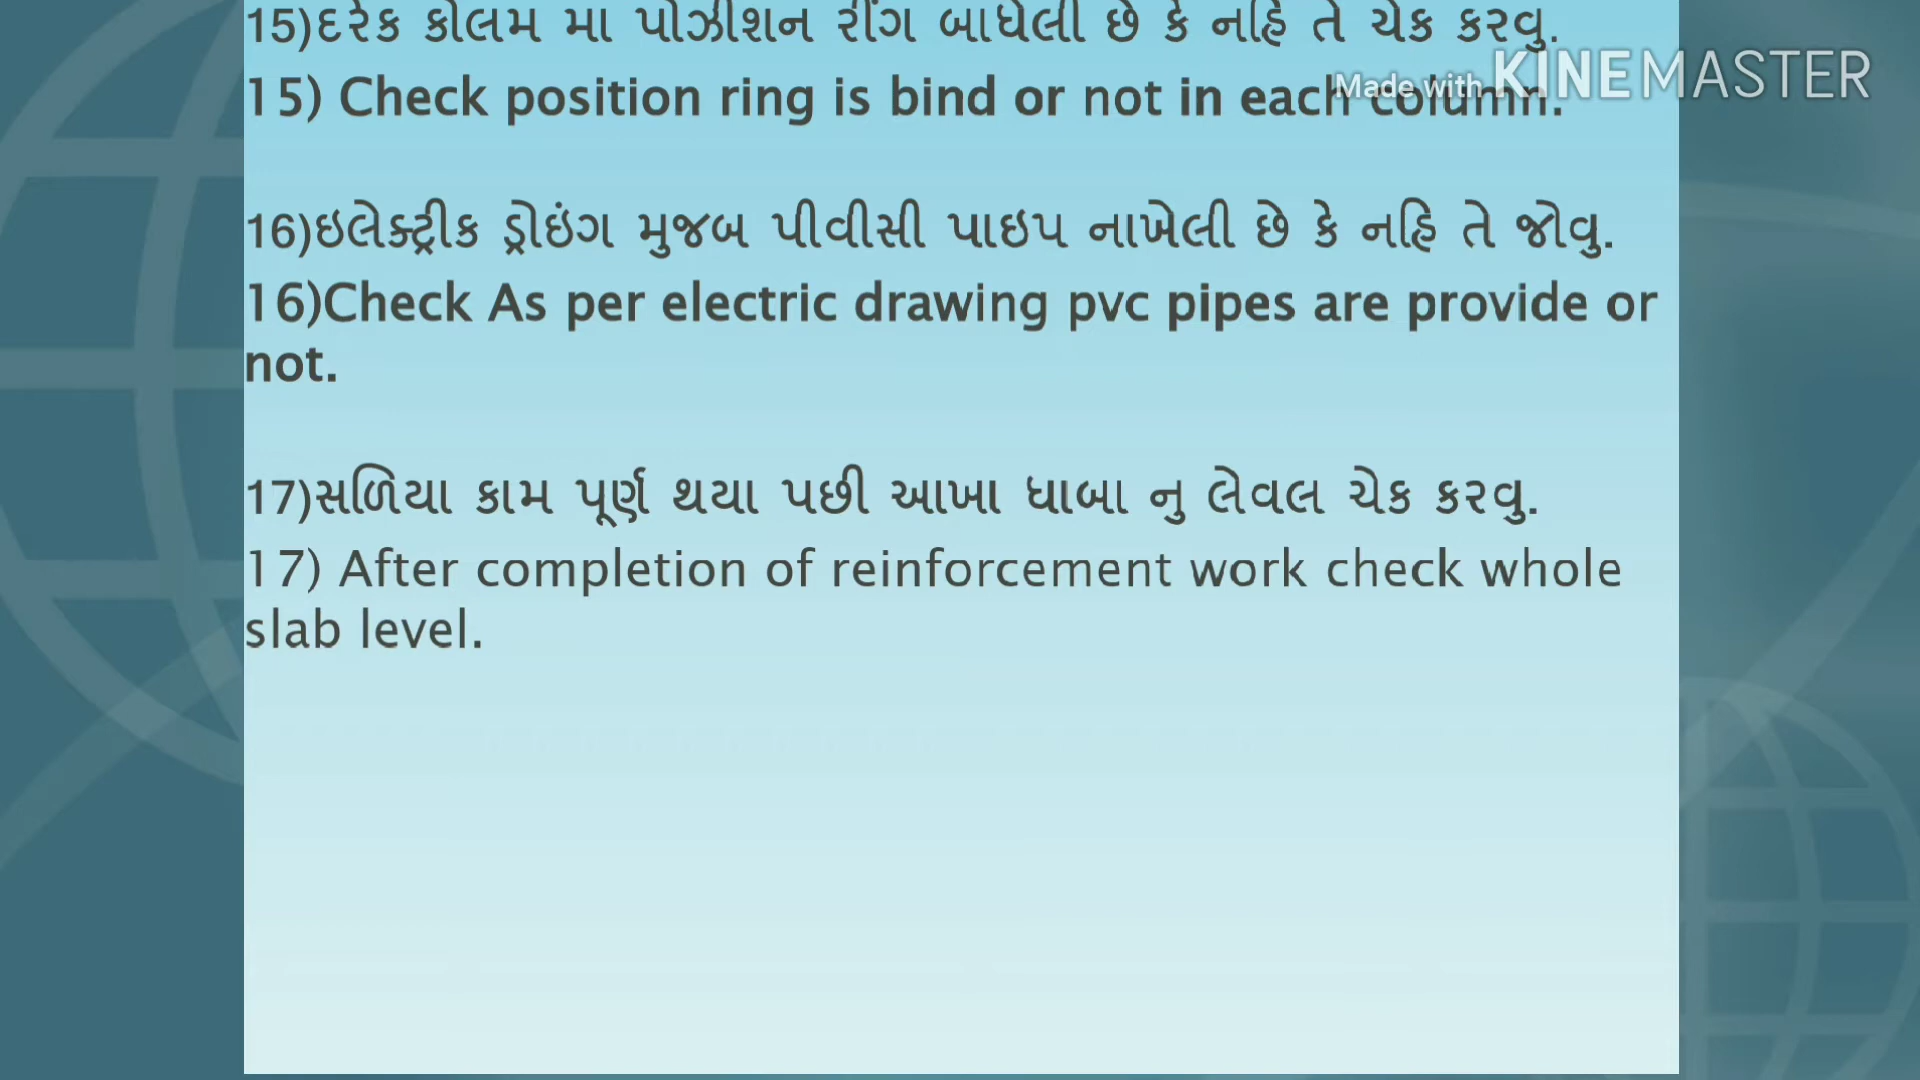 15)દરેક કોલમ મા પોઝીશન રીંગ બાધેલી છે કે નહિ તે ચેક કરવુ.
Made with KINEMASTER
15) Check position ring is bind or not in each column.
16)ઇલેક્ટ્રીક ડ્રોઇંગ મુજબ પીવીસી પાઇપ નાખેલી છે કે નહિ તે જોવુ.
16)Check As per electric drawing pvc pipes are provide or
not.
17)સળિયા કામ પૂર્ણ થયા પછી આખા ધાબા નુ લેવલ ચેક કરવુ.
17) After completion of reinforcement work check whole
slab level.